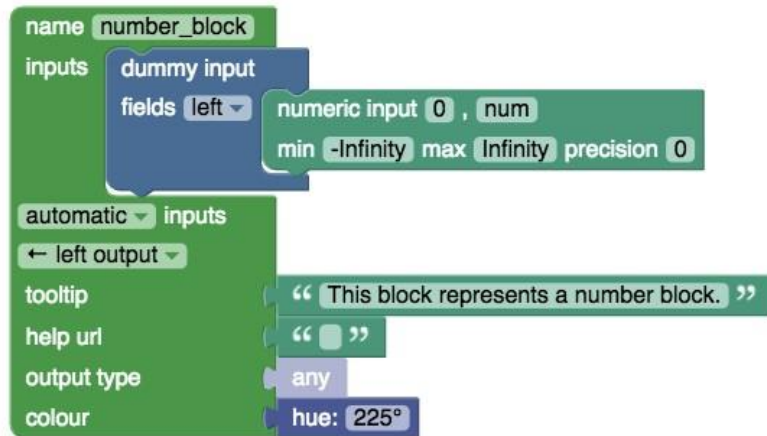 name number_block
inputs dummy input
fields left numeric input 0 , num
min -Infinity max Infinity precision 0
automatic inputs
← left output
tooltip “ This block represents a number block. ”
help url “ ”
output type any
colour hue: 225°